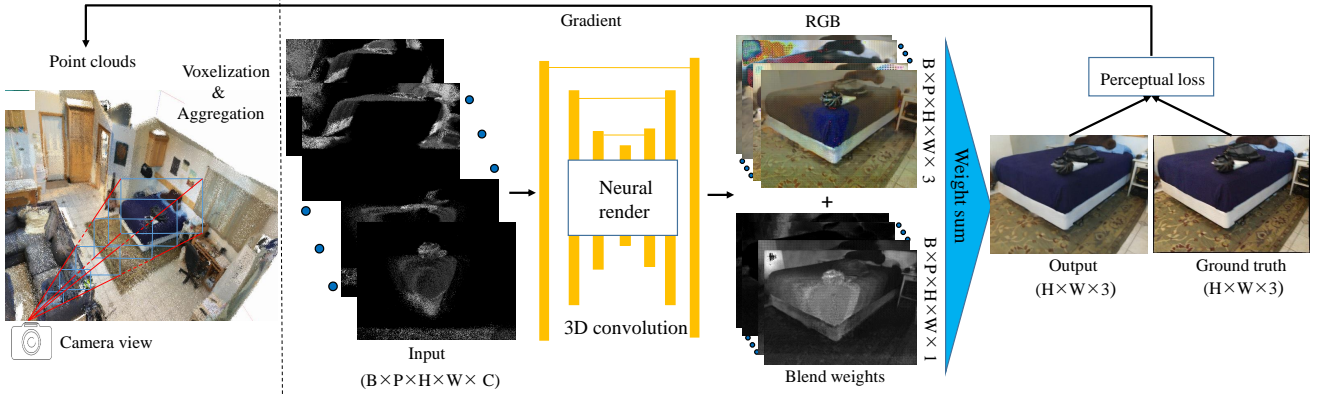 Gradient
RGB
Point clouds
Voxelization
&
Aggregation
Camera view
Input
(B×P×H×W× C)
Neural
render
3D convolution
B×P×H×W×3
+
B×P×H×W×1
Blend weights
Weight sum
Perceptual loss
Output
(H×W×3)
Ground truth
(H×W×3)